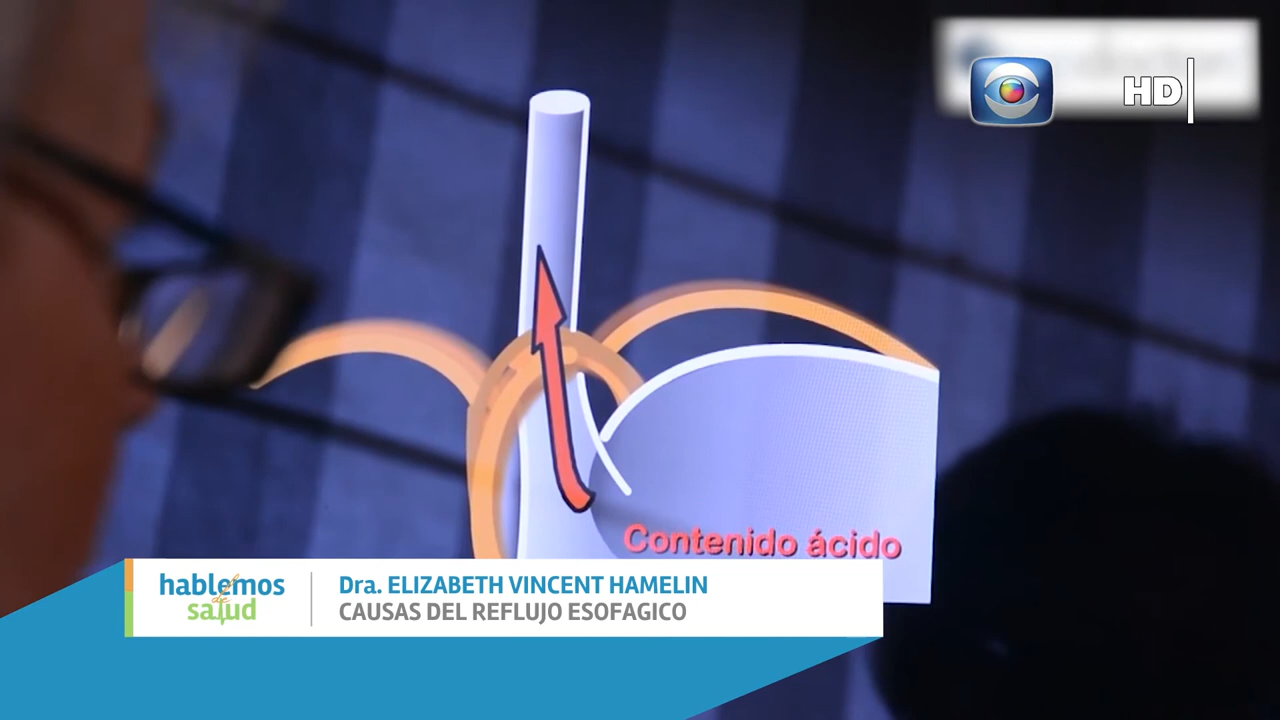 HD
Contenido ácido
hablemos
de
salud
Dra. ELIZABETH VINCENT HAMELIN
CAUSAS DEL REFLUJO ESOFAGICO